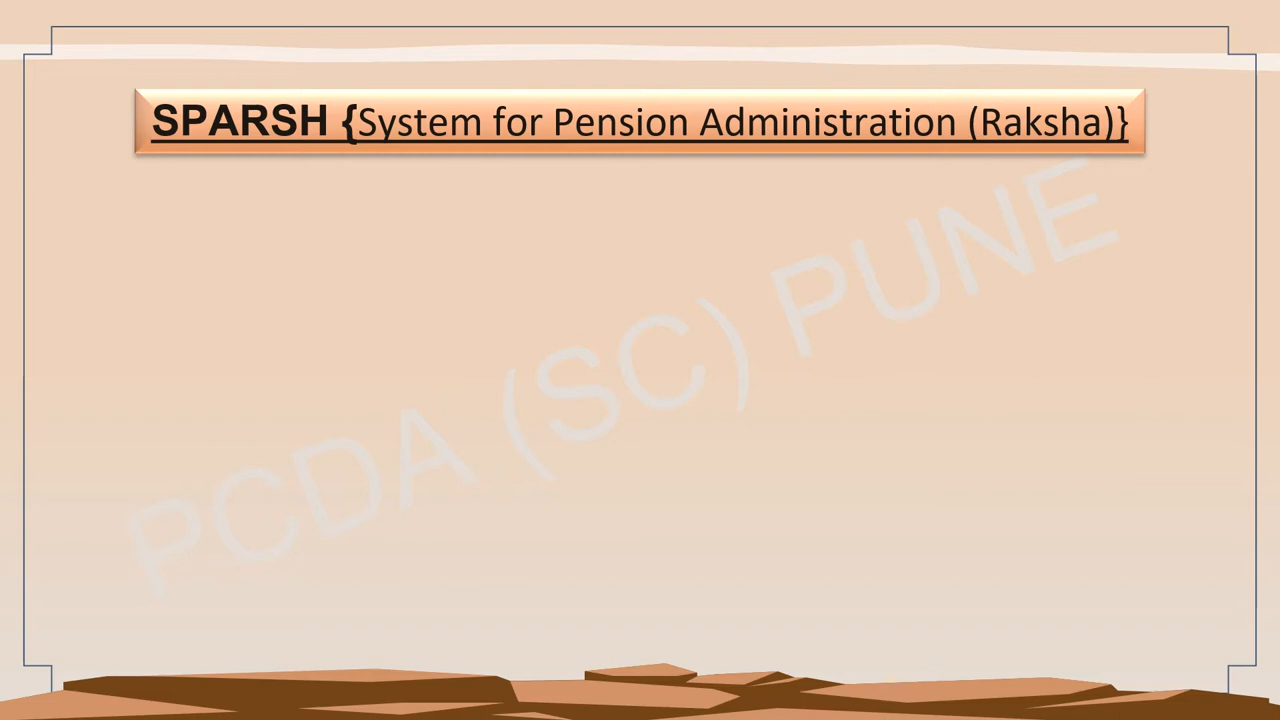 SPARSH {System for Pension Administration (Raksha)}
PCDA (SC) PUNE